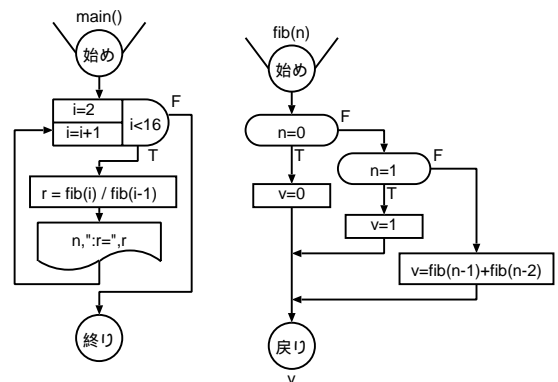 main()
始め
i=2
i=i+1
i<16
F
T
r = fib(i) / fib(i-1)
n,":r=",r
終り
fib(n)
始め
n=0
F
T
n=1
F
T
v=0
v=1
v=fib(n-1)+fib(n-2)
戻り
v